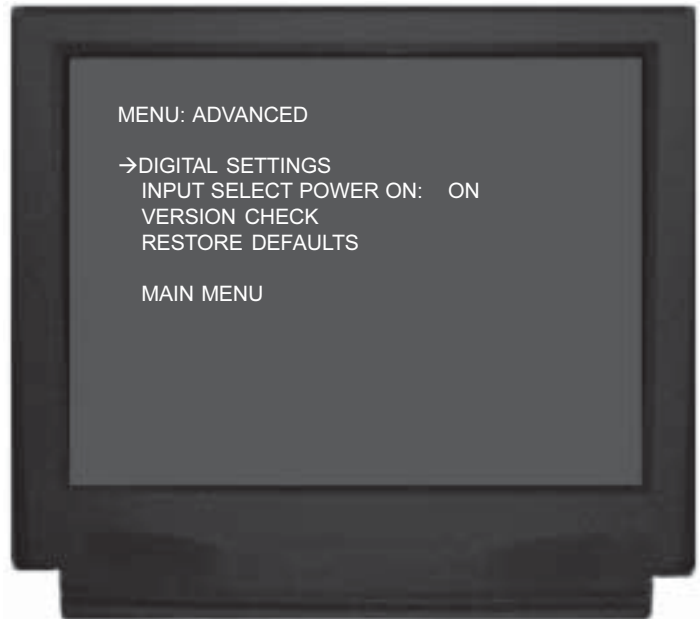 MENU: ADVANCED
→DIGITAL SETTINGS
INPUT SELECT POWER ON: ON
VERSION CHECK
RESTORE DEFAULTS
MAIN MENU